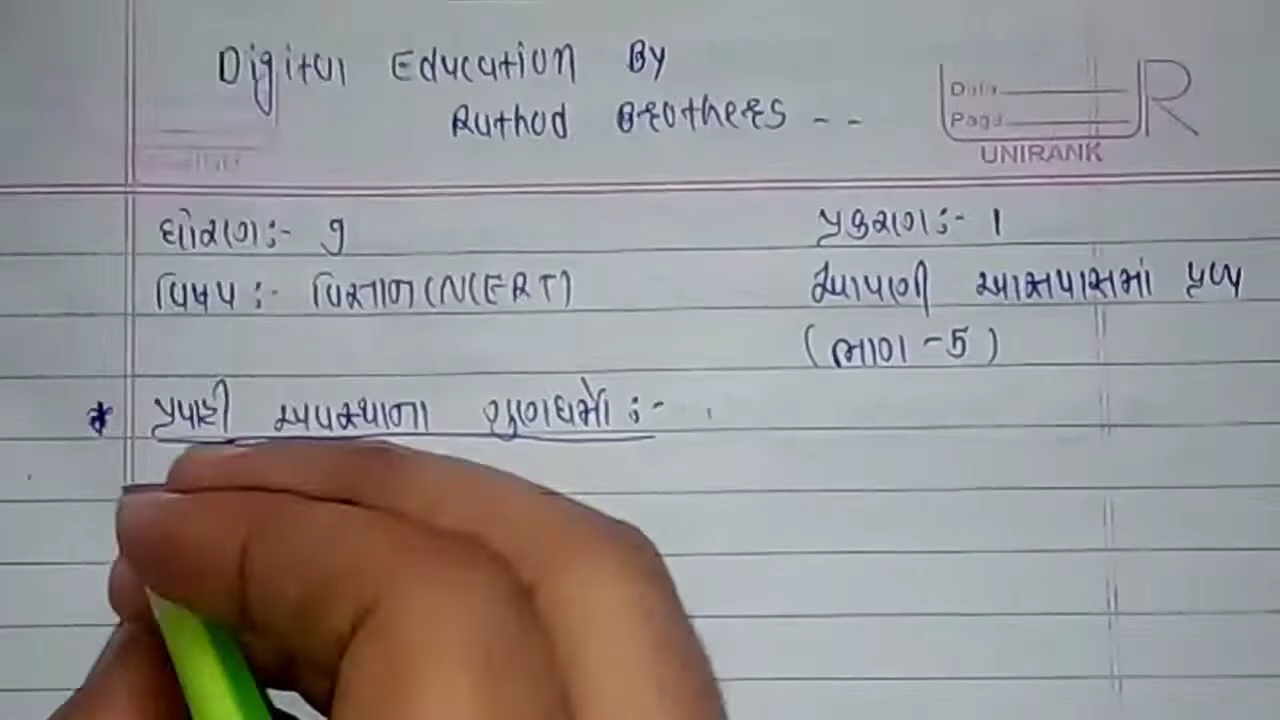 Digital Education By
Rathod Brothers --
Data
Page
UNIRANK
ધોરણ:- 9
પ્રકરણ:- 1
વિષય:- વિજ્ઞાન (NCERT)
આપણી આસપાસમાં દ્રવ્ય
(ભાગ-5)
* પ્રવાહી અવસ્થાના ગુણધર્મો:-